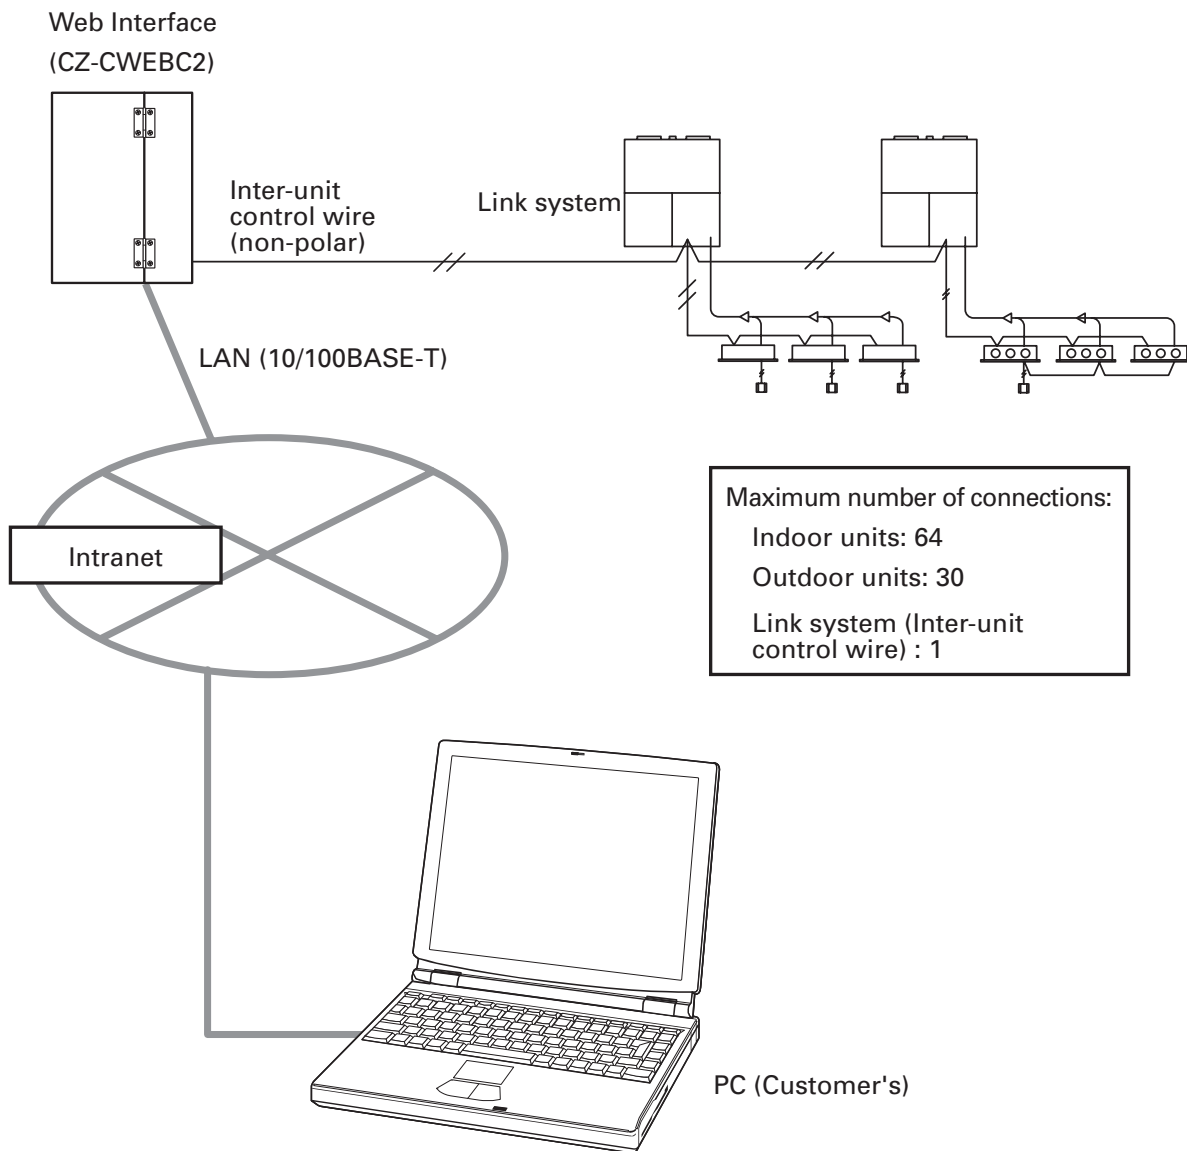 Web Interface
(CZ-CWEBC2)
Inter-unit
control wire
(non-polar)
Link system
LAN (10/100BASE-T)
Intranet
Maximum number of connections:
Indoor units: 64
Outdoor units: 30
Link system (Inter-unit
control wire) : 1
PC (Customer's)